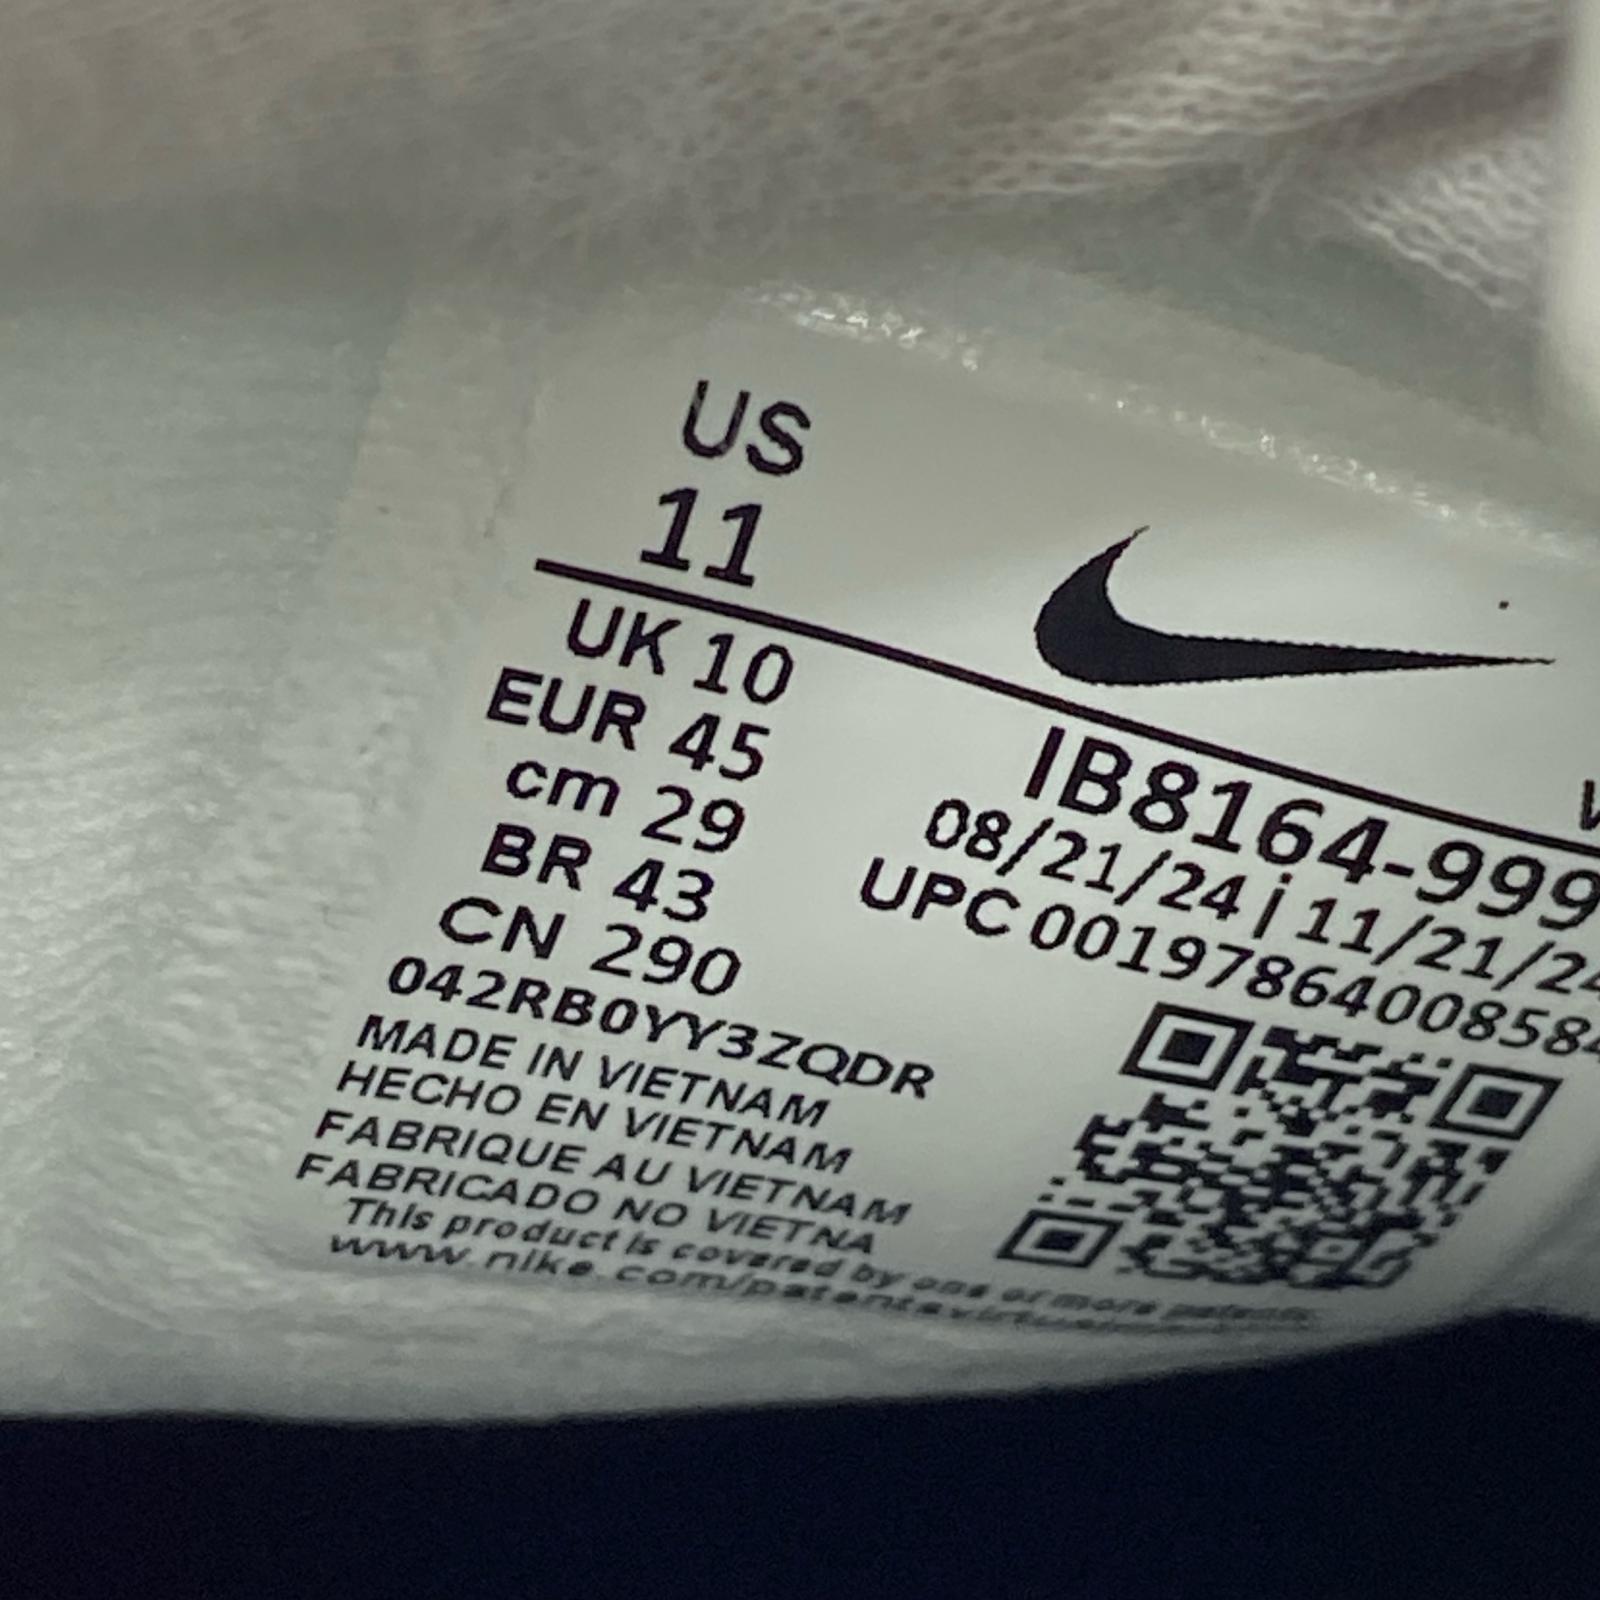 US
11
UK 10
EUR 45
cm 29
BR 43
CN 290
042RB0YY3ZQDR
MADE IN VIETNAM
HECHO EN VIETNAM
FABRIQUE AU VIETNAM
FABRICADO NO VIETNA
This product is covered by one or more patents.
www.nike.com/patents
IB8164-999
08/21/24 | 11/21/24
UPC 0019786400858